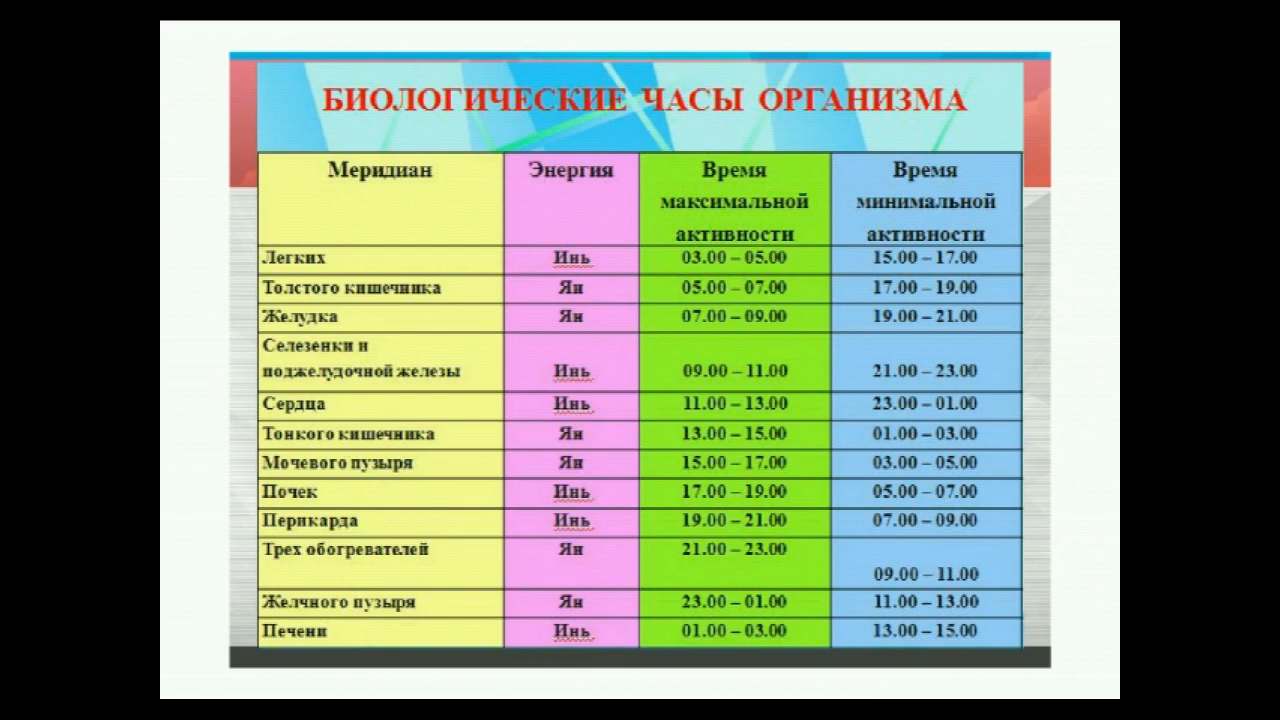 БИОЛОГИЧЕСКИЕ ЧАСЫ ОРГАНИЗМА
Меридиан Энергия Время максимальной активности Время минимальной активности
Легких Инь 03.00 – 05.00 15.00 – 17.00
Толстого кишечника Ян 05.00 – 07.00 17.00 – 19.00
Желудка Ян 07.00 – 09.00 19.00 – 21.00
Селезенки и
поджелудочной железы Инь 09.00 – 11.00 21.00 – 23.00
Сердца Инь 11.00 – 13.00 23.00 – 01.00
Тонкого кишечника Ян 13.00 – 15.00 01.00 – 03.00
Мочевого пузыря Ян 15.00 – 17.00 03.00 – 05.00
Почек Инь 17.00 – 19.00 05.00 – 07.00
Перикарда Инь 19.00 – 21.00 07.00 – 09.00
Трех обогревателей Ян 21.00 – 23.00 09.00 – 11.00
Желчного пузыря Ян 23.00 – 01.00 11.00 – 13.00
Печени Инь 01.00 – 03.00 13.00 – 15.00